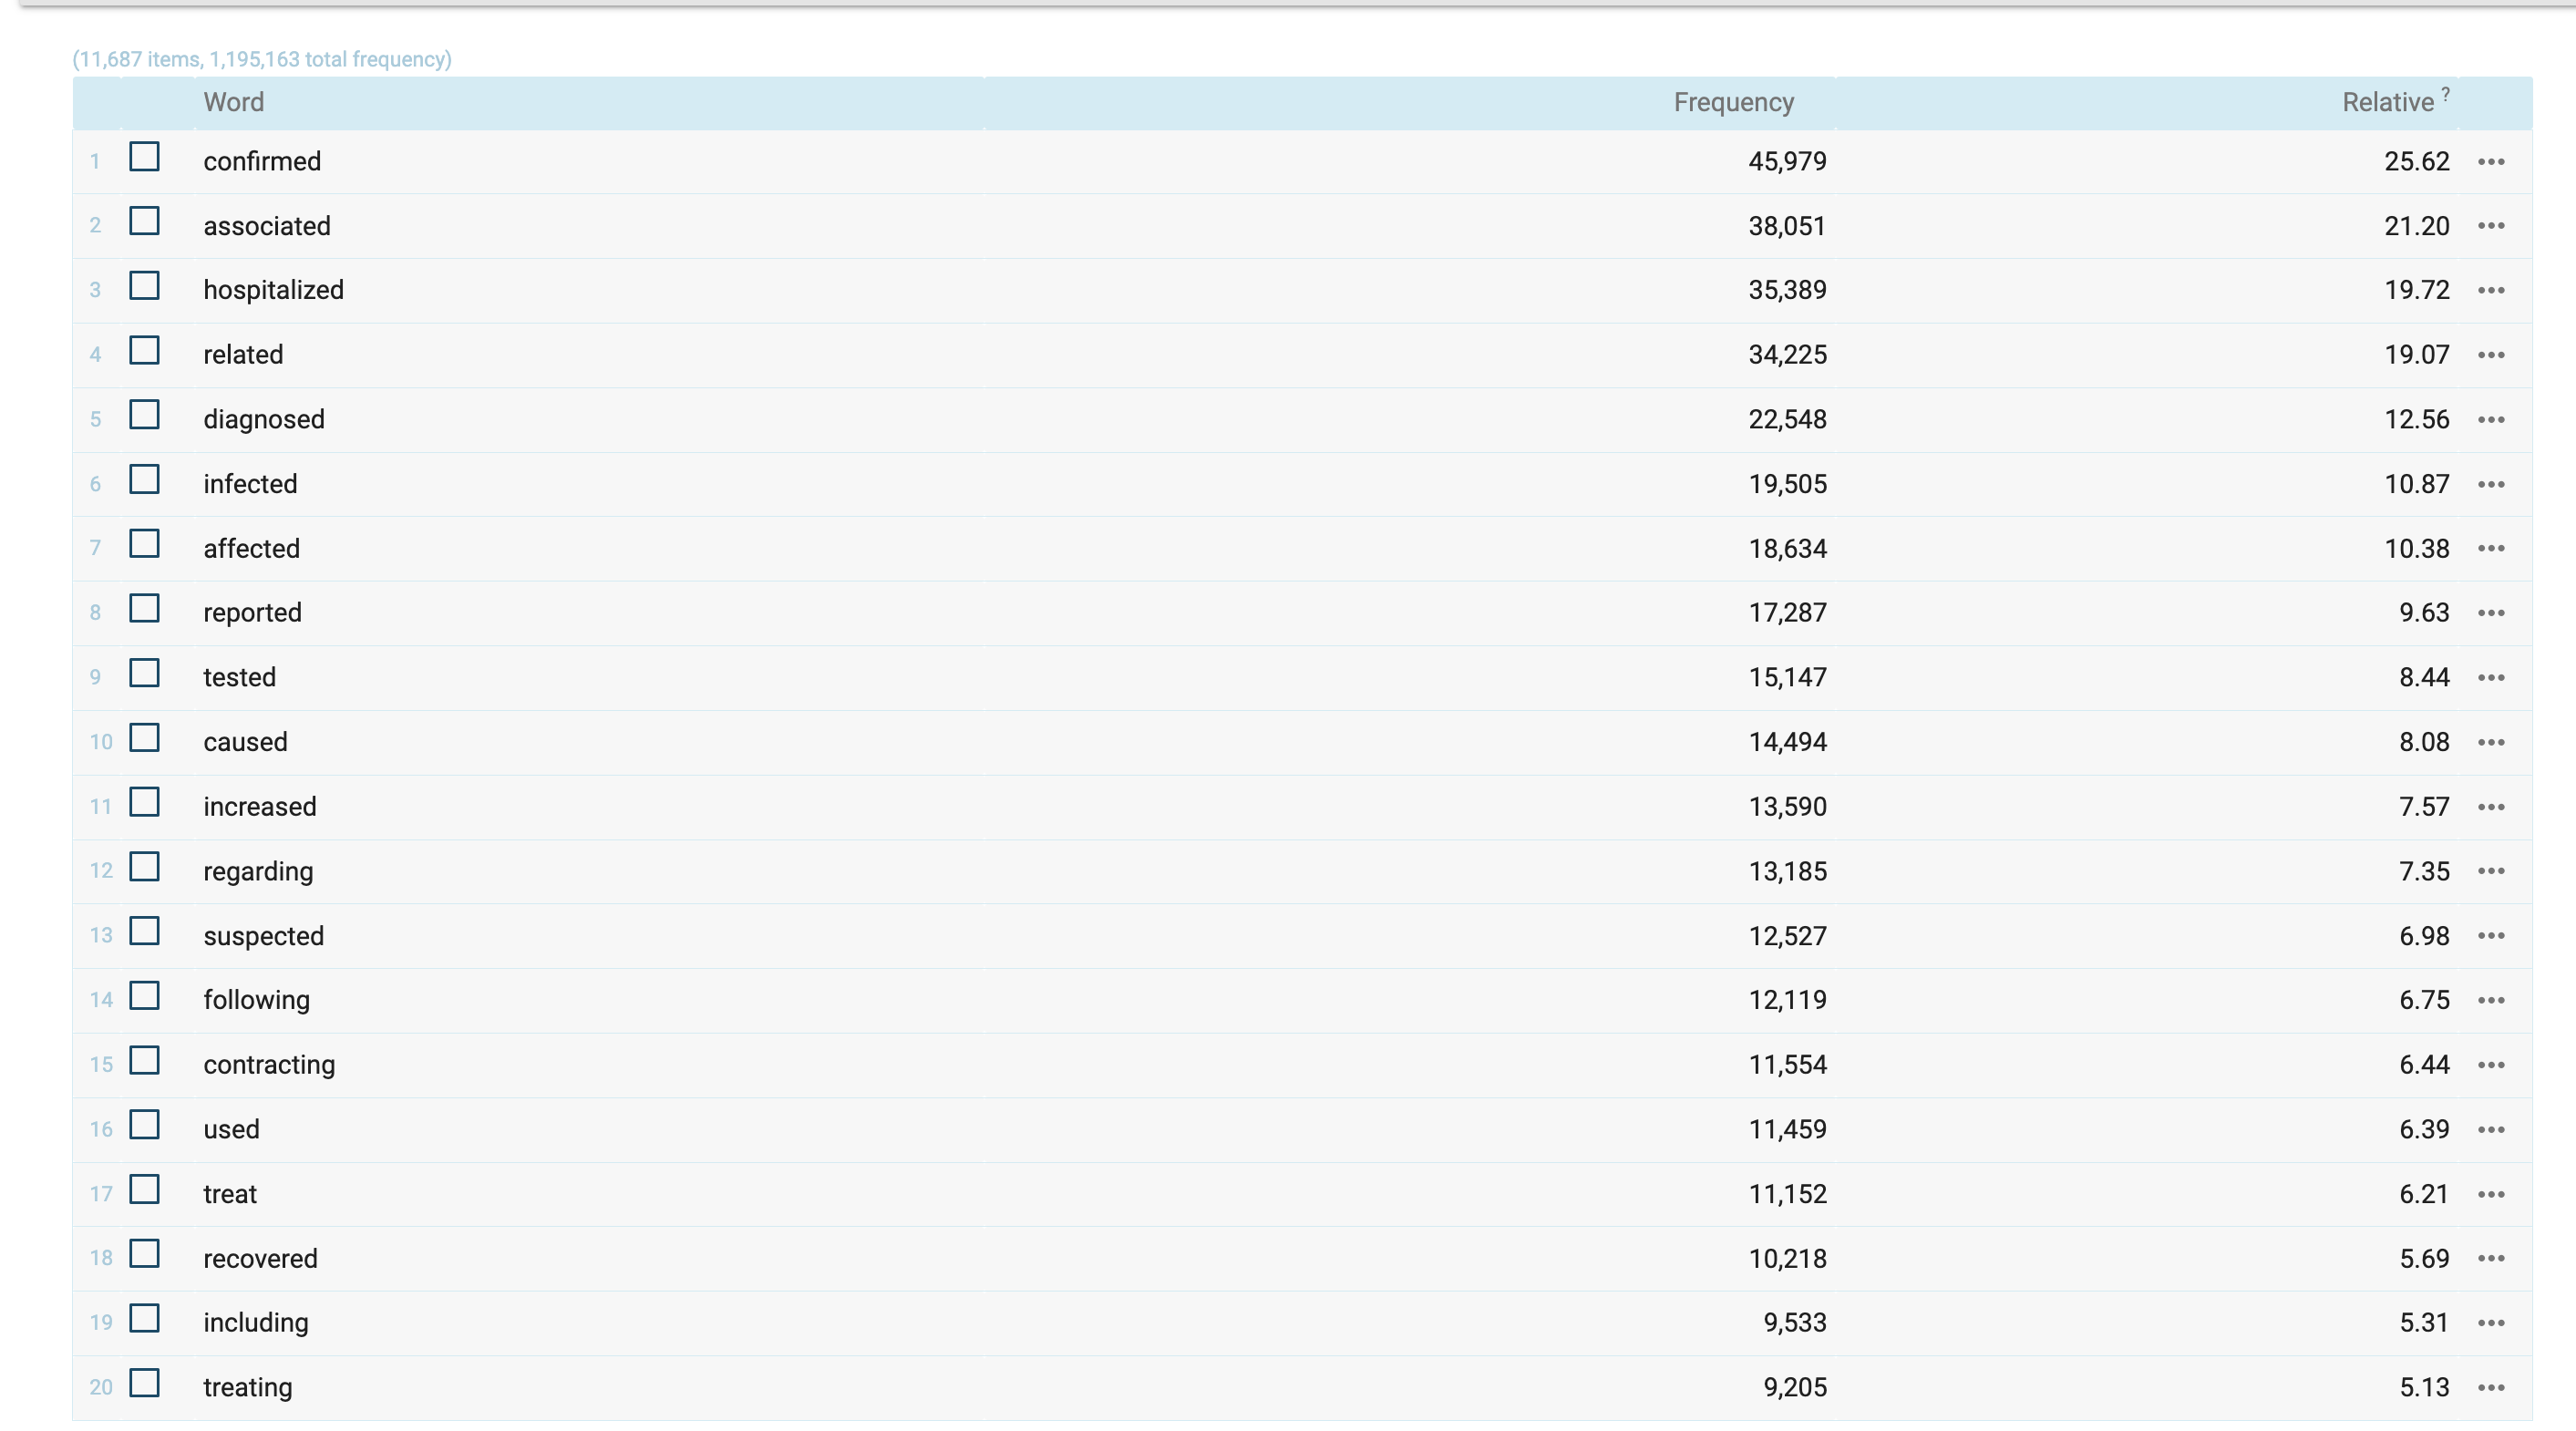 (11,687 items, 1,195,163 total frequency)
Word Frequency Relative ?
1 confirmed 45,979 25.62 •••
2 associated 38,051 21.20 •••
3 hospitalized 35,389 19.72 •••
4 related 34,225 19.07 •••
5 diagnosed 22,548 12.56 •••
6 infected 19,505 10.87 •••
7 affected 18,634 10.38 •••
8 reported 17,287 9.63 •••
9 tested 15,147 8.44 •••
10 caused 14,494 8.08 •••
11 increased 13,590 7.57 •••
12 regarding 13,185 7.35 •••
13 suspected 12,527 6.98 •••
14 following 12,119 6.75 •••
15 contracting 11,554 6.44 •••
16 used 11,459 6.39 •••
17 treat 11,152 6.21 •••
18 recovered 10,218 5.69 •••
19 including 9,533 5.31 •••
20 treating 9,205 5.13 •••